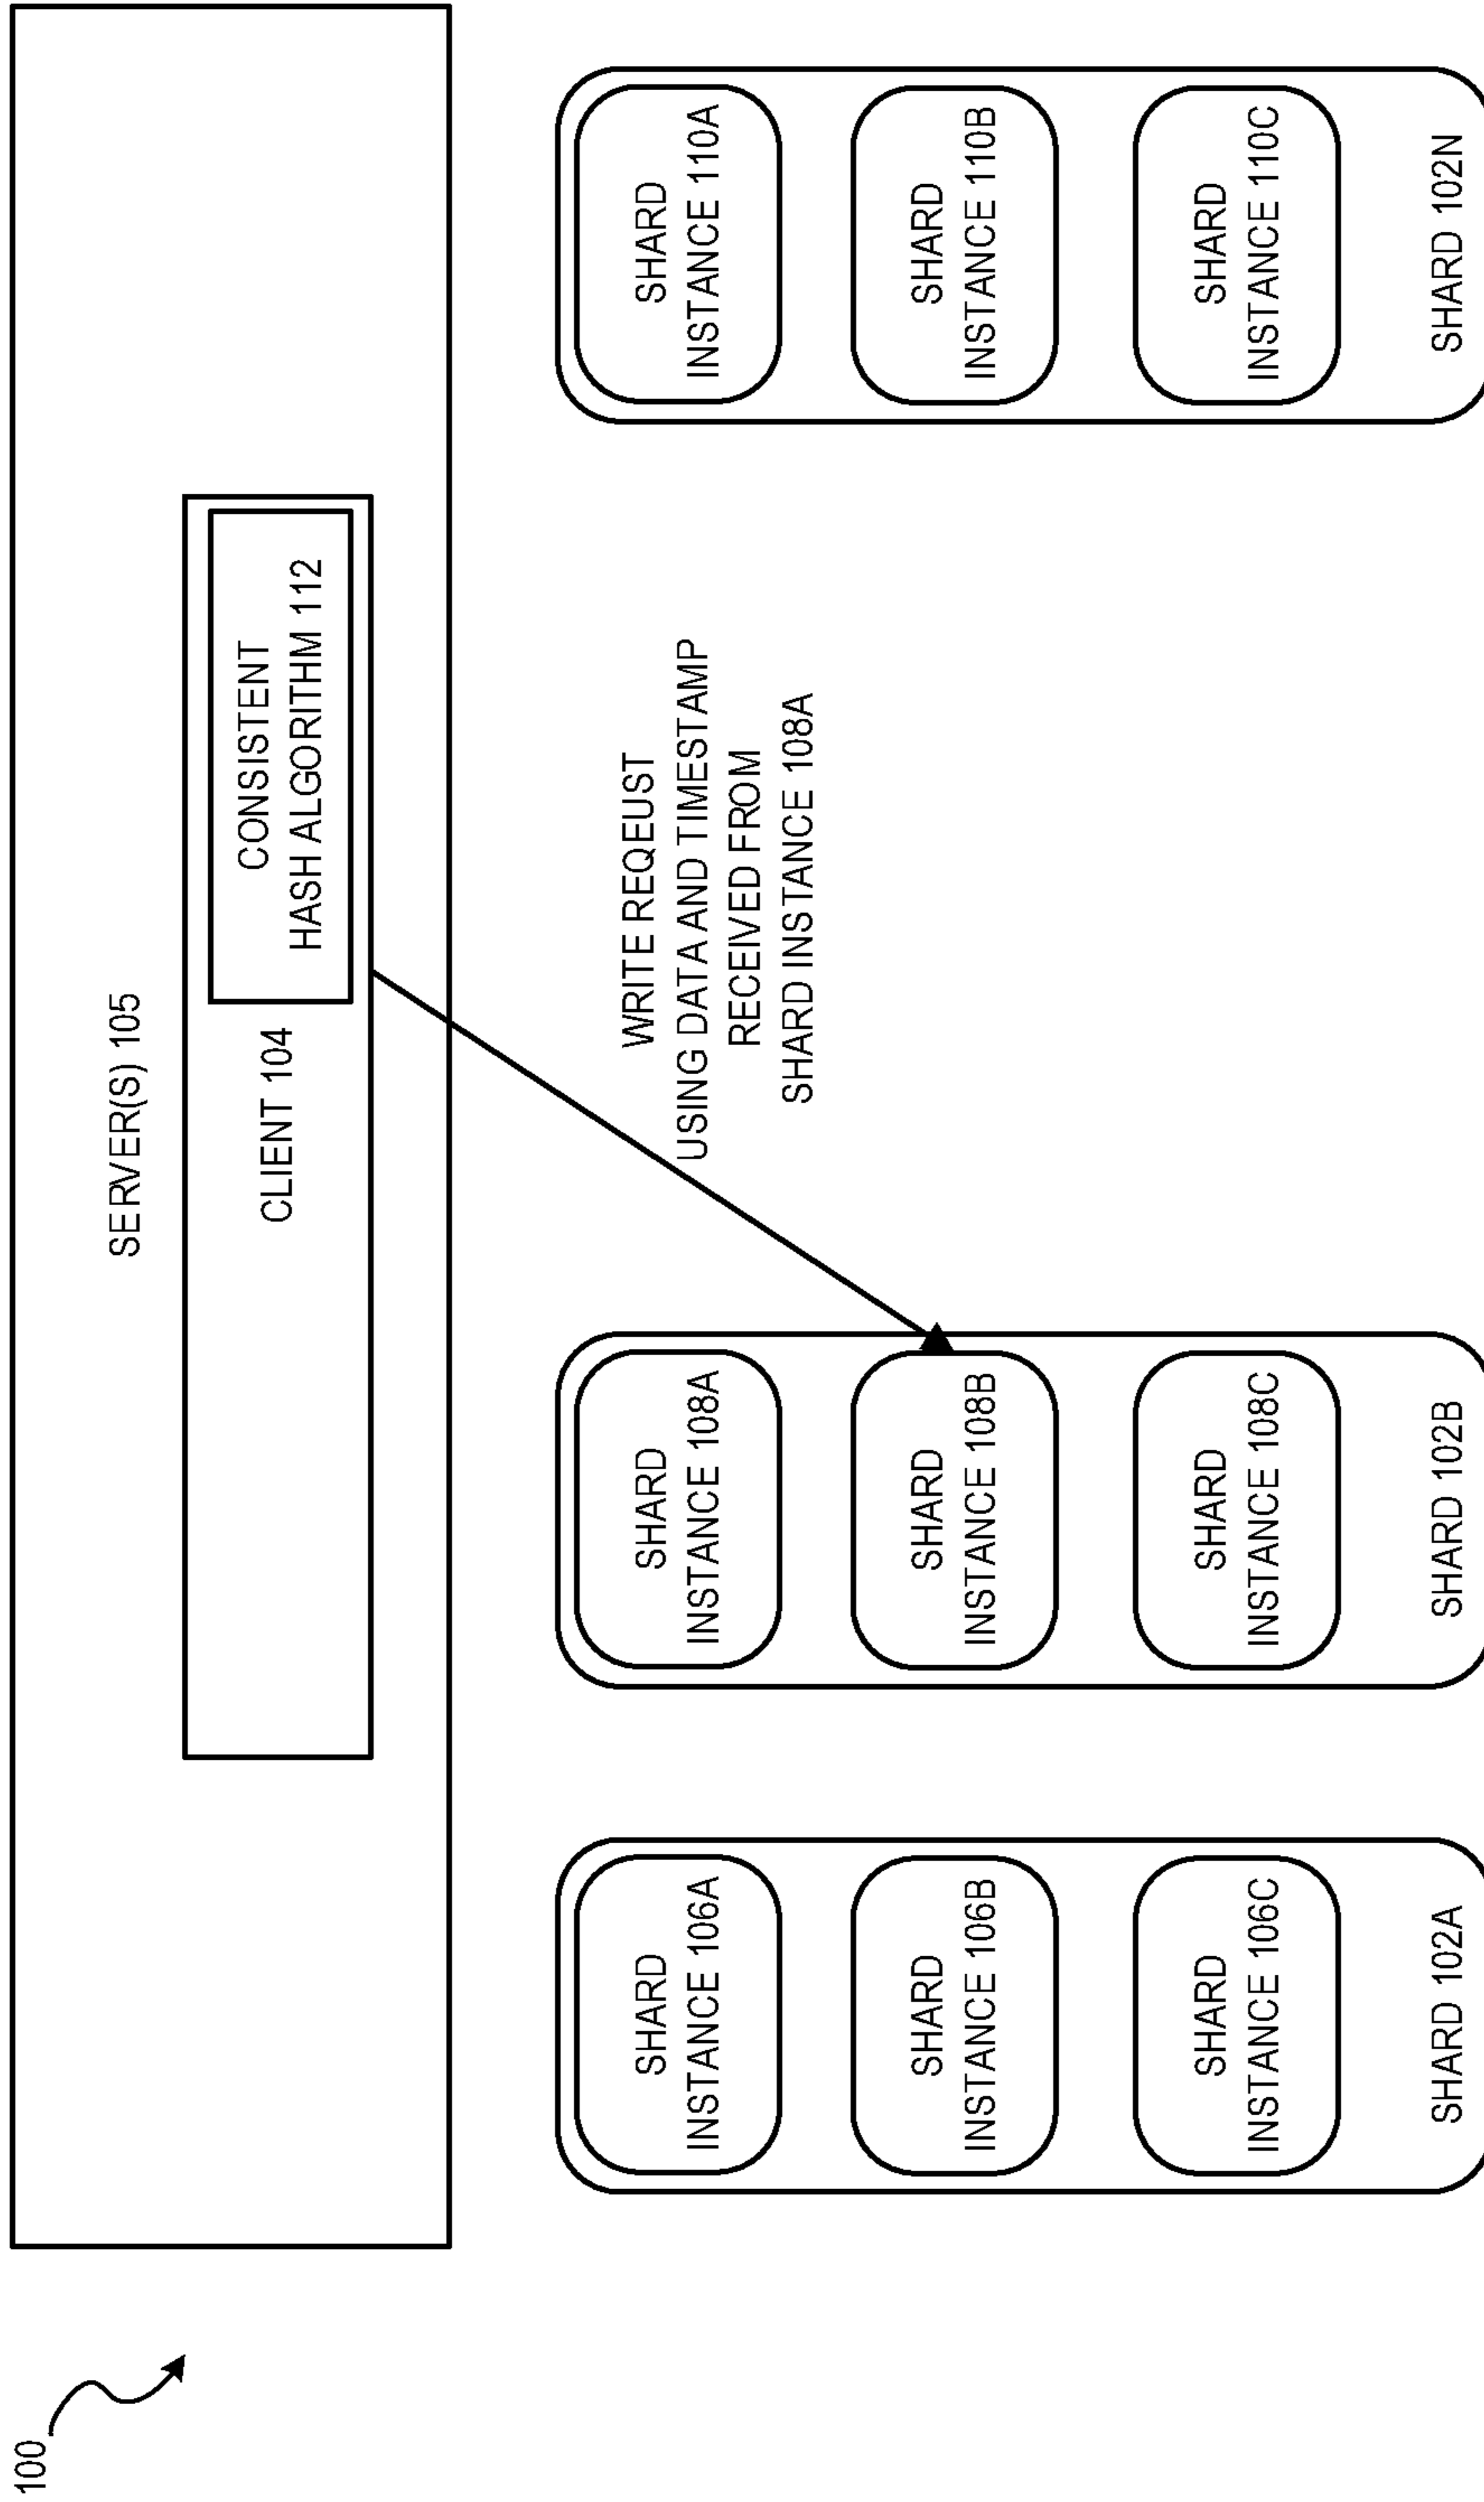 100
SERVER(S) 105
CLIENT 104
CONSISTENT
HASH ALGORITHM 112
WRITE REQEUST
USING DATA AND TIMESTAMP
RECEIVED FROM
SHARD INSTANCE 108A
SHARD
INSTANCE 106A
SHARD
INSTANCE 106B
SHARD
INSTANCE 106C
SHARD 102A
SHARD
INSTANCE 108A
SHARD
INSTANCE 108B
SHARD
INSTANCE 108C
SHARD 102B
SHARD
INSTANCE 110A
SHARD
INSTANCE 110B
SHARD
INSTANCE 110C
SHARD 102N